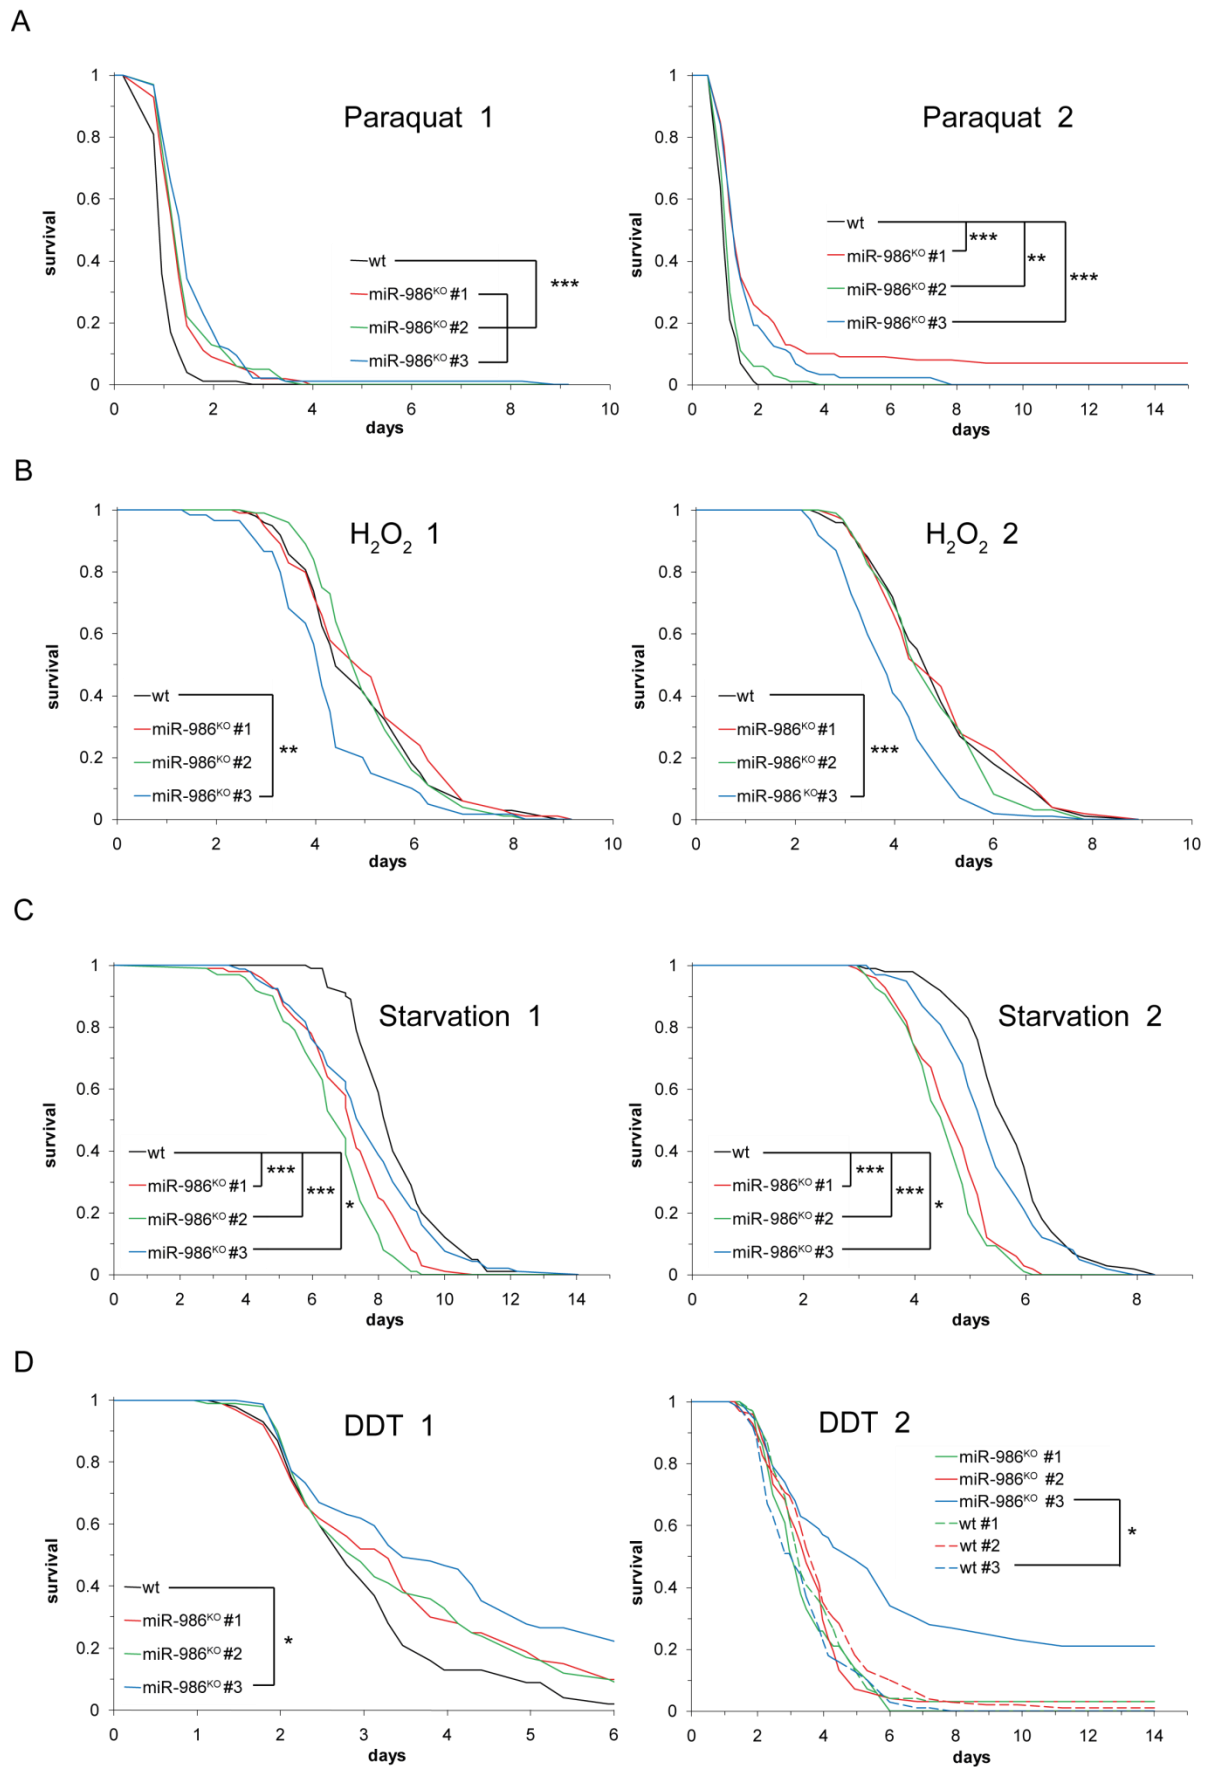 A
Paraquat 1
survival
1
0.8
0.6
0.4
0.2
0
0 2 4 6 8 10
days
wt
miR-986KO #1
miR-986KO #2
miR-986KO #3
***
Paraquat 2
survival
1
0.8
0.6
0.4
0.2
0
0 2 4 6 8 10 12 14
days
wt
miR-986KO #1
miR-986KO #2
miR-986KO #3
***
**
***
B
H2O2 1
survival
1
0.8
0.6
0.4
0.2
0
0 2 4 6 8 10
days
wt
miR-986KO #1
miR-986KO #2
miR-986KO #3
**
H2O2 2
survival
1
0.8
0.6
0.4
0.2
0
0 2 4 6 8 10
days
wt
miR-986KO #1
miR-986KO #2
miR-986KO #3
***
C
Starvation 1
survival
1
0.8
0.6
0.4
0.2
0
0 2 4 6 8 10 12 14
days
wt
miR-986KO #1
miR-986KO #2
miR-986KO #3
***
***
*
Starvation 2
survival
1
0.8
0.6
0.4
0.2
0
0 2 4 6 8
days
wt
miR-986KO #1
miR-986KO #2
miR-986KO #3
***
***
*
D
DDT 1
survival
1
0.8
0.6
0.4
0.2
0
0 1 2 3 4 5 6
days
wt
miR-986KO #1
miR-986KO #2
miR-986KO #3
*
DDT 2
survival
1
0.8
0.6
0.4
0.2
0
0 2 4 6 8 10 12 14
days
miR-986KO #1
miR-986KO #2
miR-986KO #3
wt #1
wt #2
wt #3
*